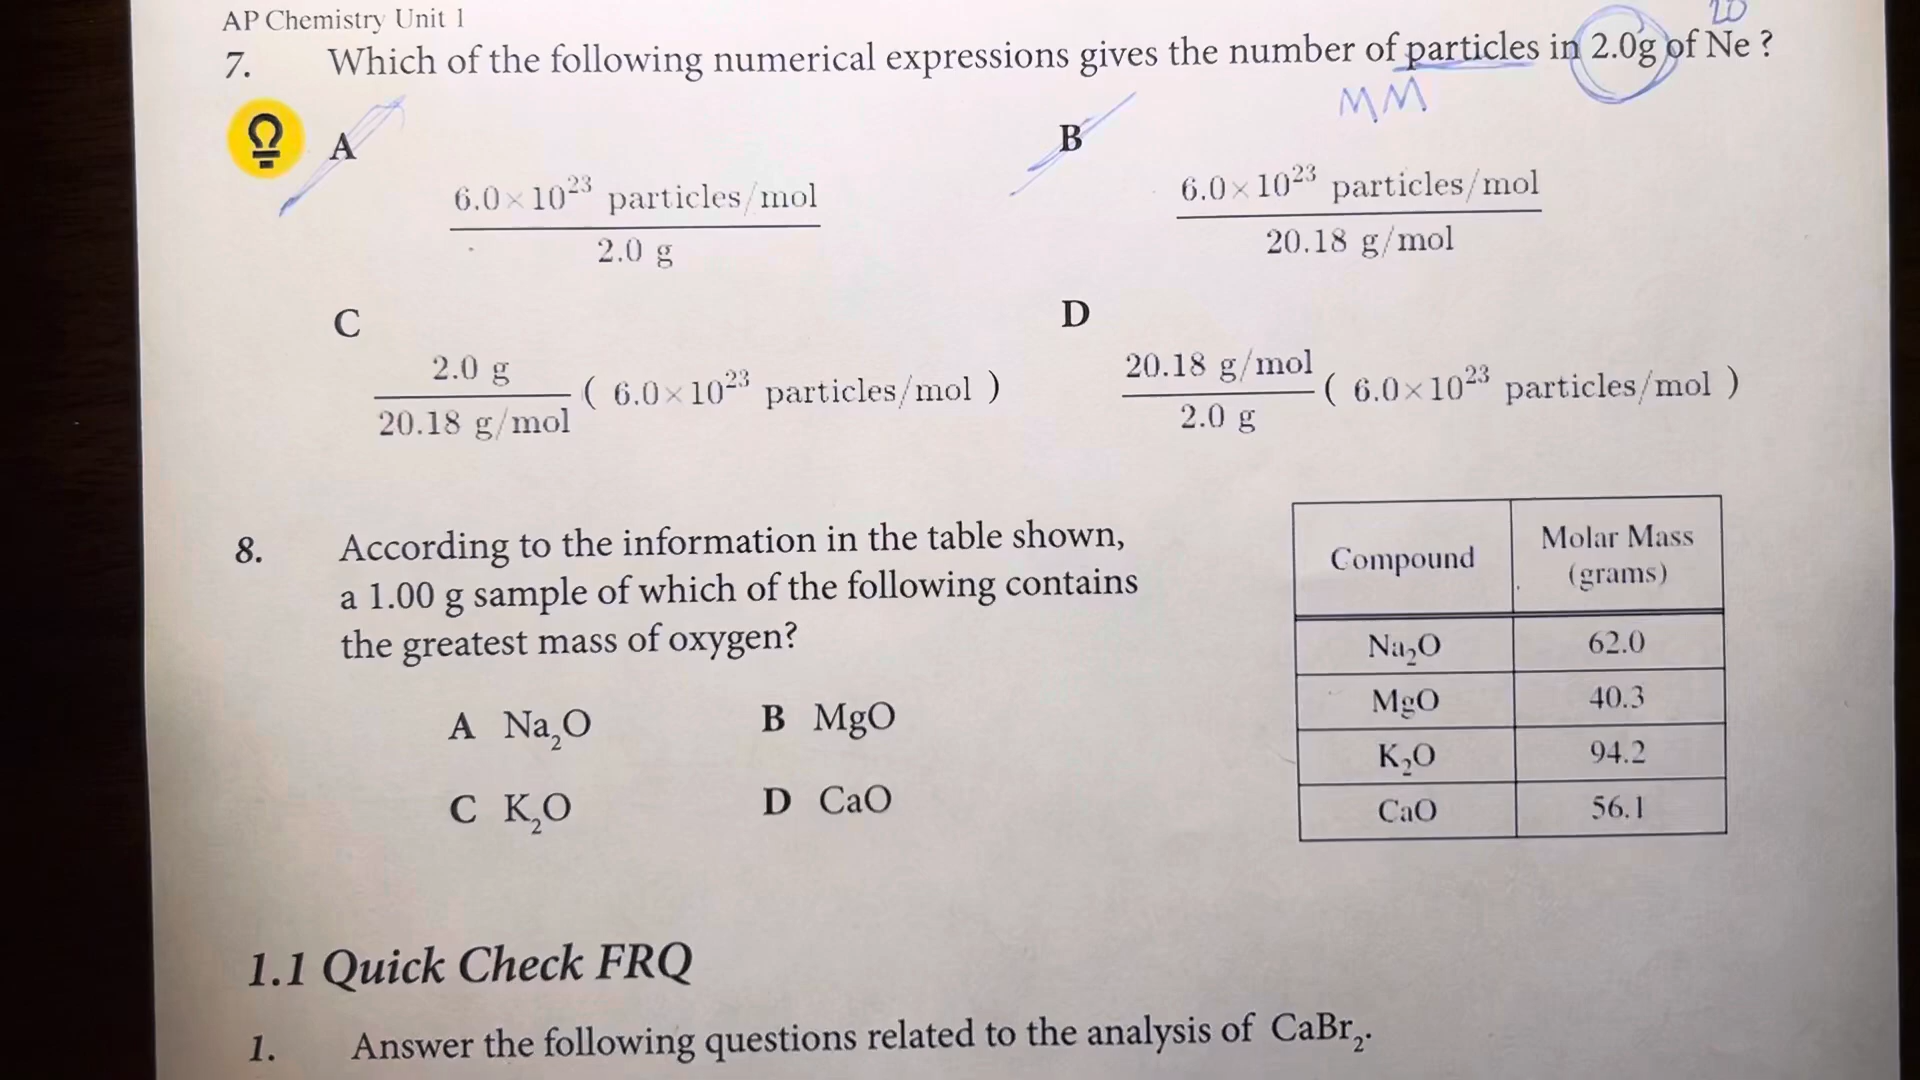 AP Chemistry Unit 1
20
7. Which of the following numerical expressions gives the number of particles in 2.0g of Ne ?
MM
A
6.0×10²³ particles/mol
2.0 g
B
6.0×10²³ particles/mol
20.18 g/mol
C
2.0 g
20.18 g/mol
( 6.0×10²³ particles/mol )
D
20.18 g/mol
2.0 g
( 6.0×10²³ particles/mol )
8. According to the information in the table shown,
a 1.00 g sample of which of the following contains
the greatest mass of oxygen?
A Na₂O B MgO
C K₂O D CaO
Compound Molar Mass
(grams)
Na₂O 62.0
MgO 40.3
K₂O 94.2
CaO 56.1
1.1 Quick Check FRQ
1. Answer the following questions related to the analysis of CaBr₂.